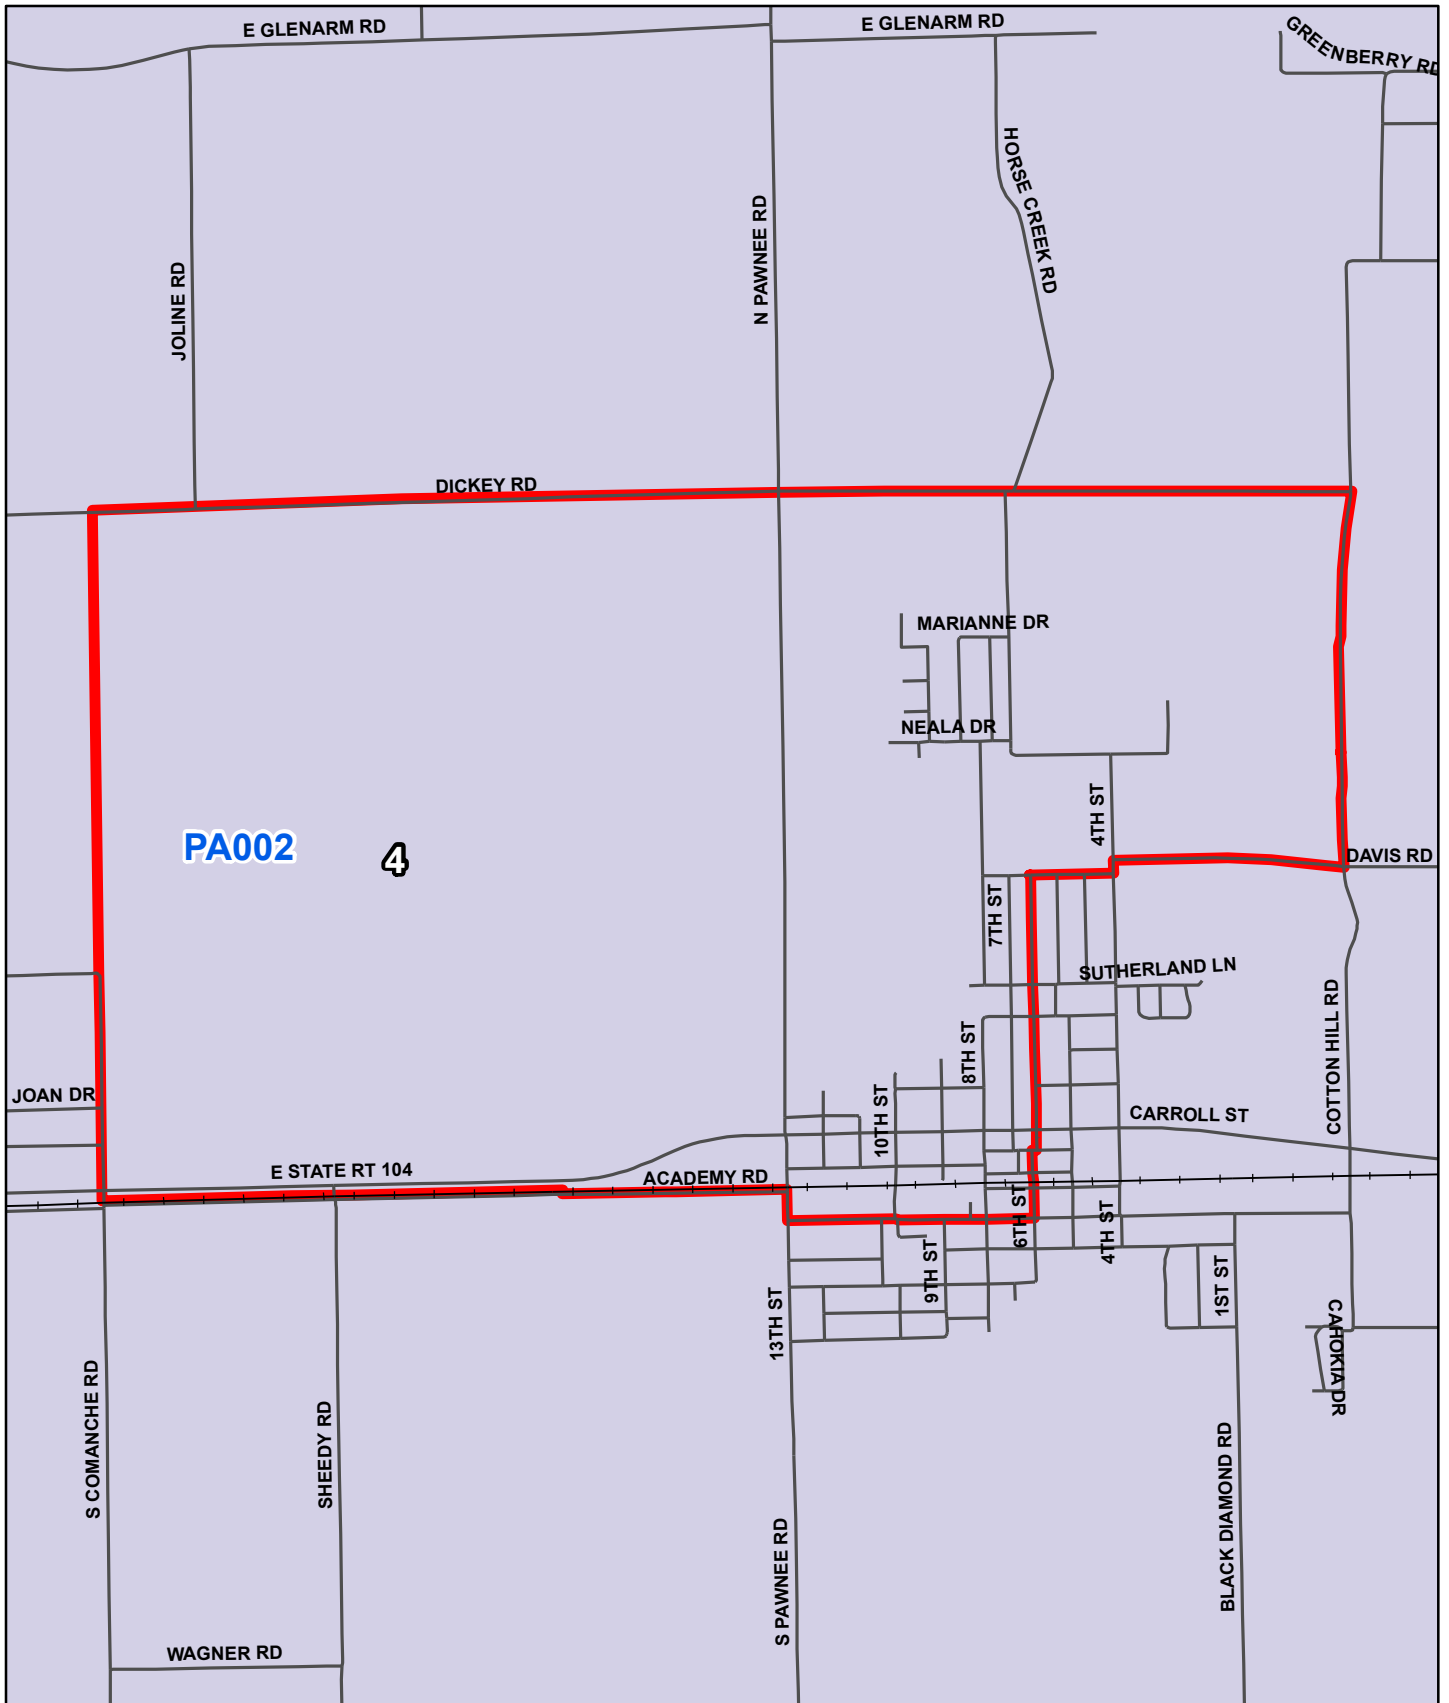 E GLENARM RD
E GLENARM RD
GREENBERRY RD
HORSE CREEK RD
N PAWNEE RD
JOLINE RD
DICKEY RD
MARIANNE DR
NEALA DR
4TH ST
PA002
4
DAVIS RD
7TH ST
SUTHERLAND LN
COTTON HILL RD
8TH ST
10TH ST
JOAN DR
CARROLL ST
E STATE RT 104
ACADEMY RD
6TH ST
4TH ST
9TH ST
1ST ST
13TH ST
CAHOKIA DR
S COMANCHE RD
SHEEDY RD
BLACK DIAMOND RD
S PAWNEE RD
WAGNER RD